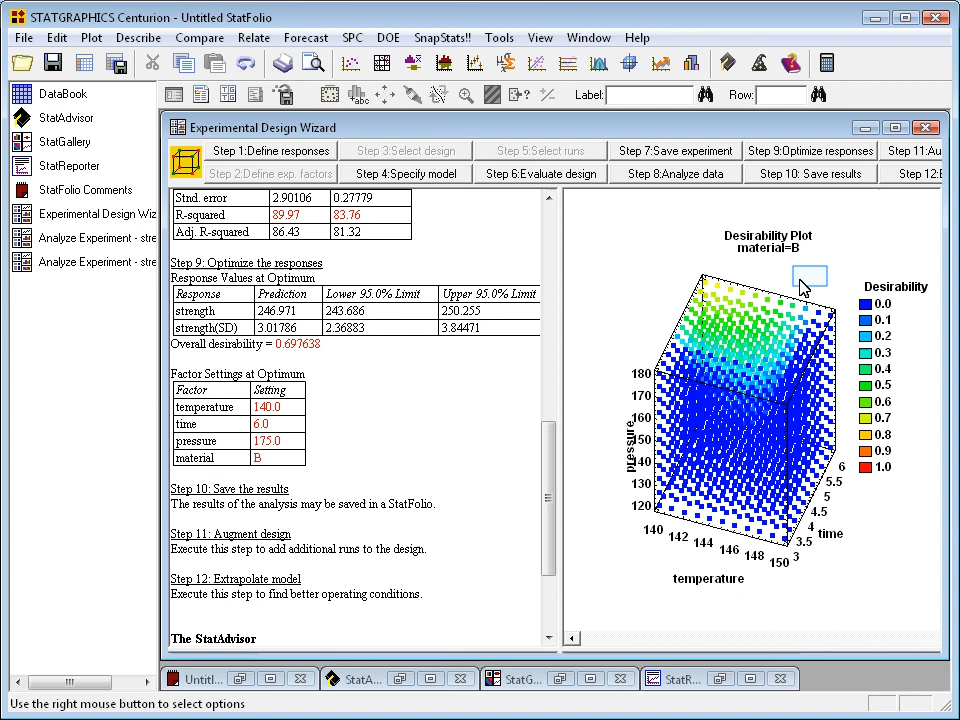 STATGRAPHICS Centurion - Untitled StatFolio
File Edit Plot Describe Compare Relate Forecast SPC DOE SnapStats!! Tools View Window Help
Label: Row:
DataBook
StatAdvisor
StatGallery
StatReporter
StatFolio Comments
Experimental Design Wiz
Analyze Experiment - stre
Analyze Experiment - stre
Experimental Design Wizard
Step 1:Define responses Step 3:Select design Step 5:Select runs Step 7:Save experiment Step 9:Optimize responses Step 11:Au
Step 2:Define exp. factors Step 4:Specify model Step 6:Evaluate design Step 8:Analyze data Step 10: Save results Step 12:E
Stnd. error 2.90106 0.27779
R-squared 89.97 83.76
Adj. R-squared 86.43 81.32
Step 9: Optimize the responses
Response Values at Optimum
Response Prediction Lower 95.0% Limit Upper 95.0% Limit
strength 246.971 243.686 250.255
strength(SD) 3.01786 2.36883 3.84471
Overall desirability = 0.697638
Factor Settings at Optimum
Factor Setting
temperature 140.0
time 6.0
pressure 175.0
material B
Step 10: Save the results
The results of the analysis may be saved in a StatFolio.
Step 11: Augment design
Execute this step to add additional runs to the design.
Step 12: Extrapolate model
Execute this step to find better operating conditions.
The StatAdvisor
Desirability Plot
material=B
Desirability
0.0
0.1
0.2
0.3
0.4
0.5
0.6
0.7
0.8
0.9
1.0
180
170
160
150
140
130
120
pressure
140 142 144 146 148 150
temperature
3 3.5 4 4.5 5 5.5 6
time
Untitl... StatA... StatG... StatR...
Use the right mouse button to select options